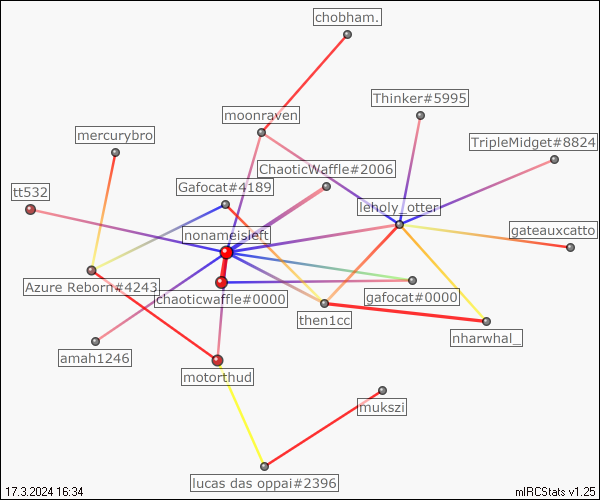 chobham.
Thinker#5995
moonraven
mercurybro
TripleMidget#8824
ChaoticWaffle#2006
Gafocat#4189
tt532
leholy_otter
gateauxcatto
nonameisleft
Azure Reborn#4243
chaoticwaffle#0000
gafocat#0000
then1cc
nharwhal_
amah1246
motorthud
mukszi
lucas das oppai#2396
17.3.2024 16:34
mIRCStats v1.25